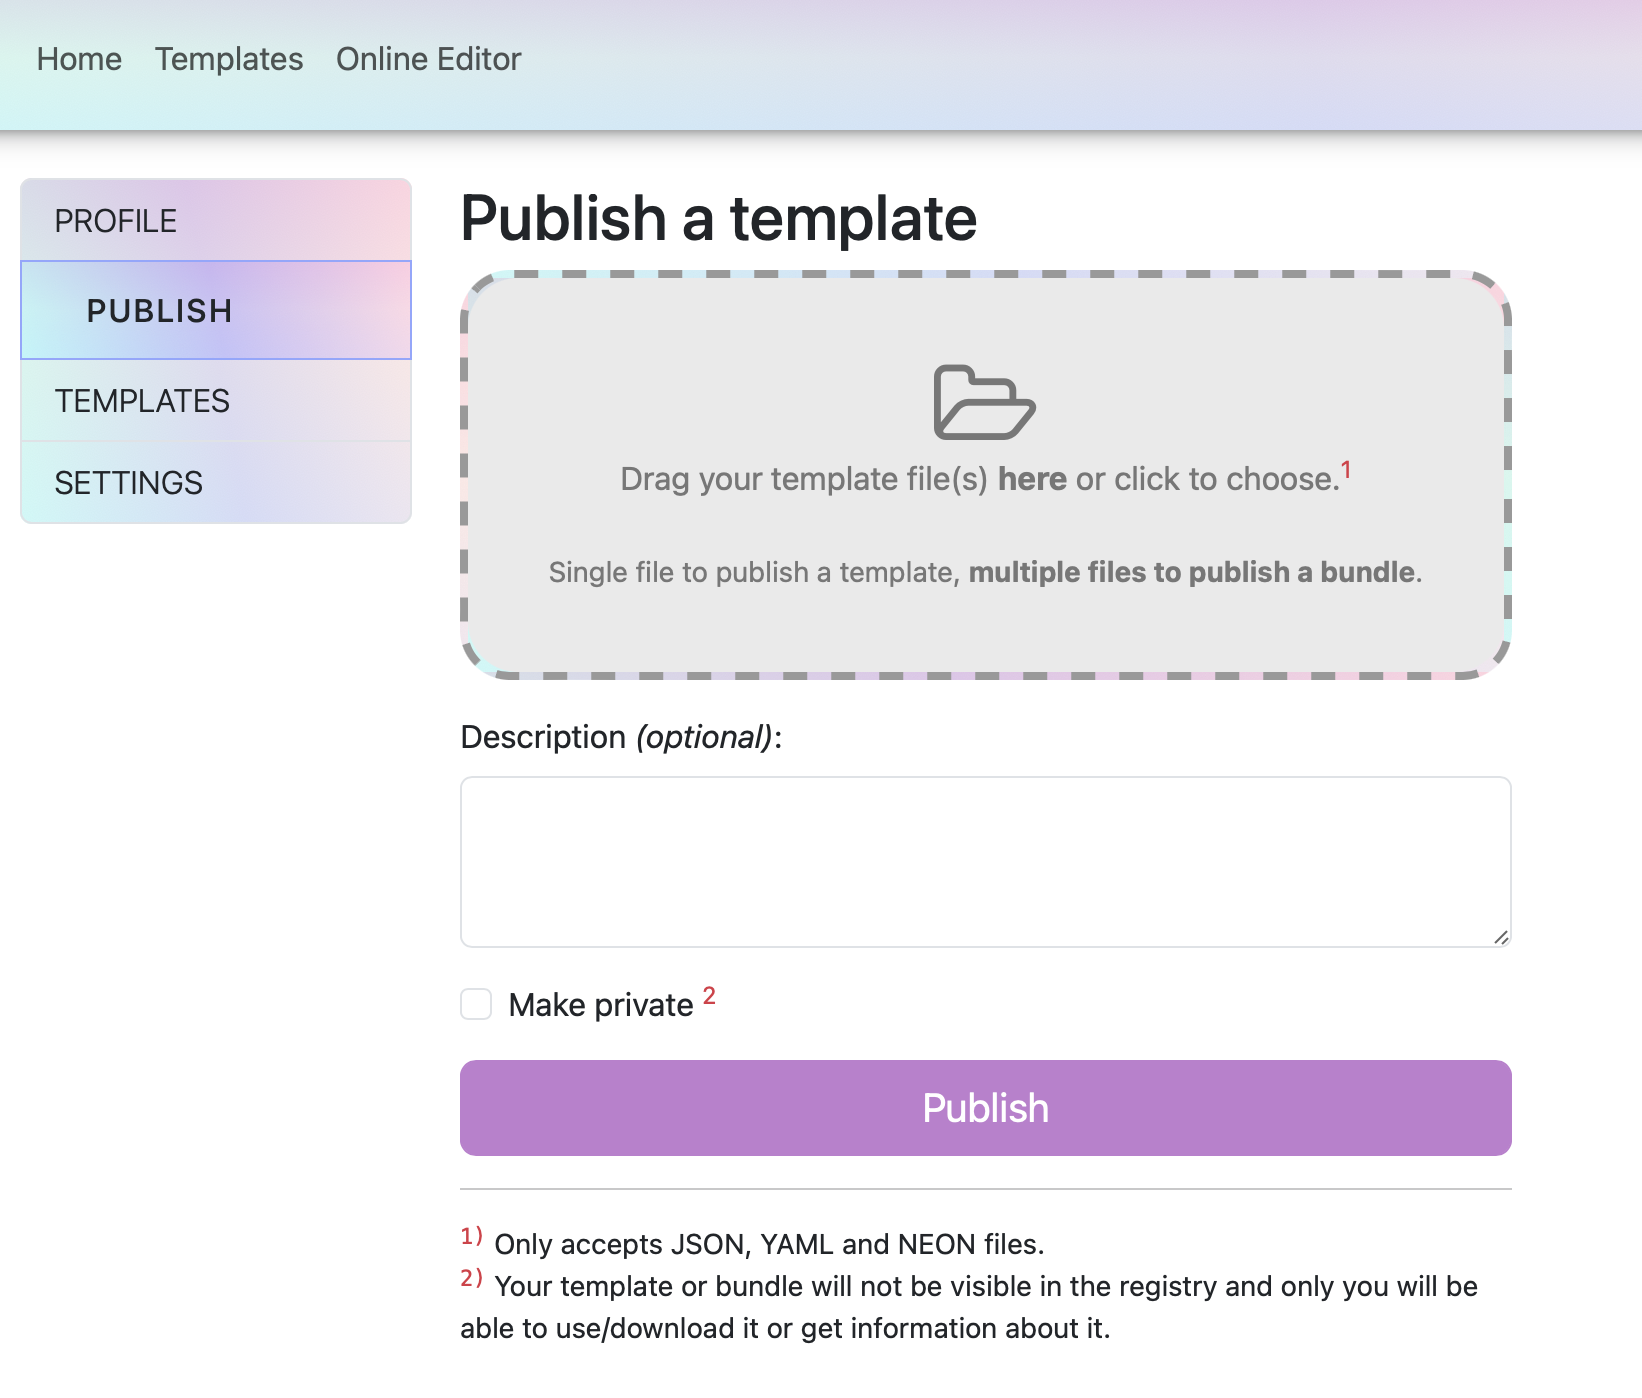 Home Templates Online Editor
PROFILE
PUBLISH
TEMPLATES
SETTINGS
Publish a template
Drag your template file(s) here or click to choose.1
Single file to publish a template, multiple files to publish a bundle.
Description (optional):
Make private 2
Publish
1) Only accepts JSON, YAML and NEON files.
2) Your template or bundle will not be visible in the registry and only you will be
able to use/download it or get information about it.